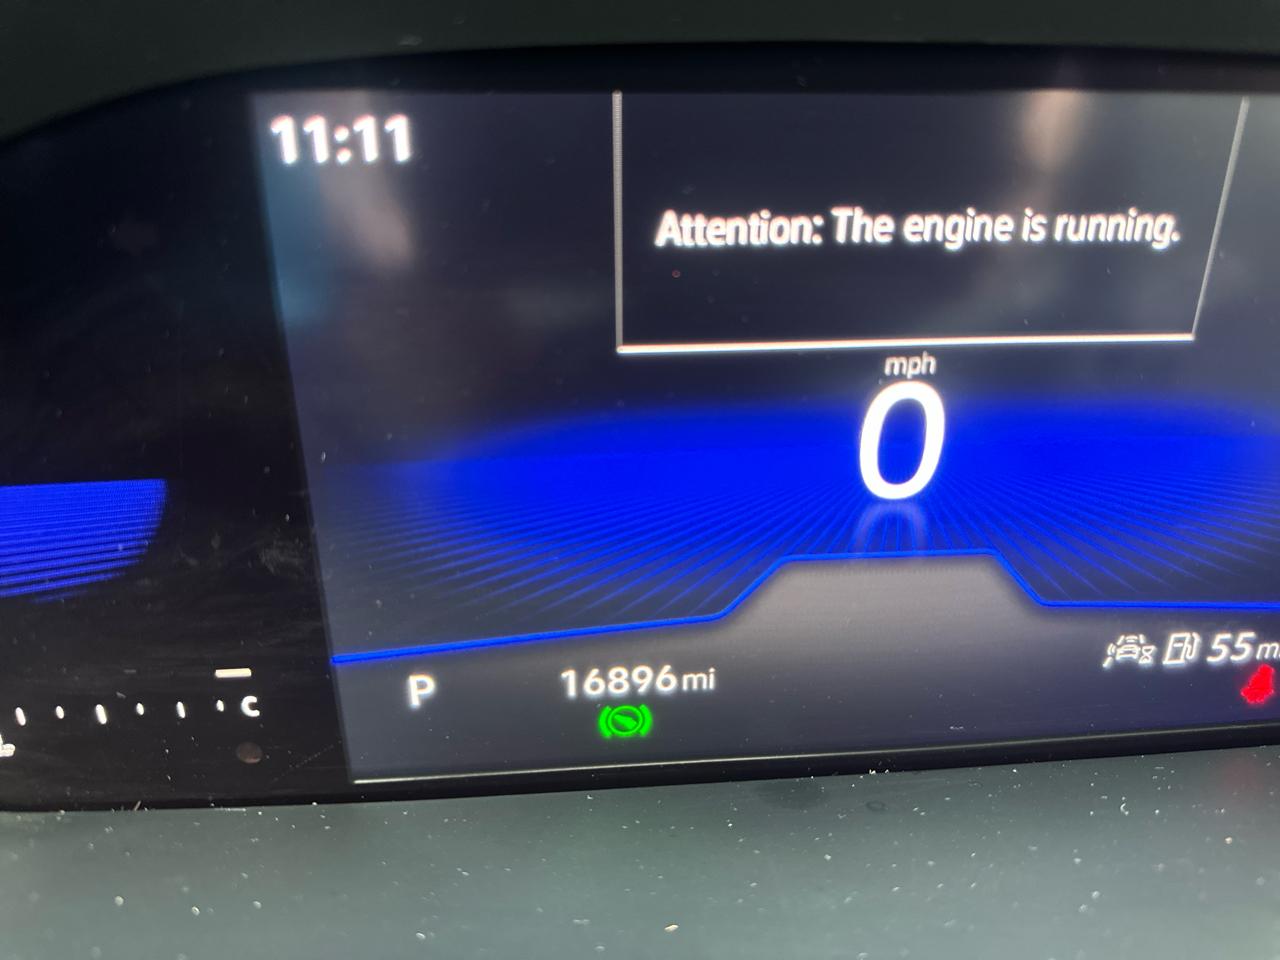 11:11
Attention: The engine is running.
mph
0
P
16896 mi
55 m
C